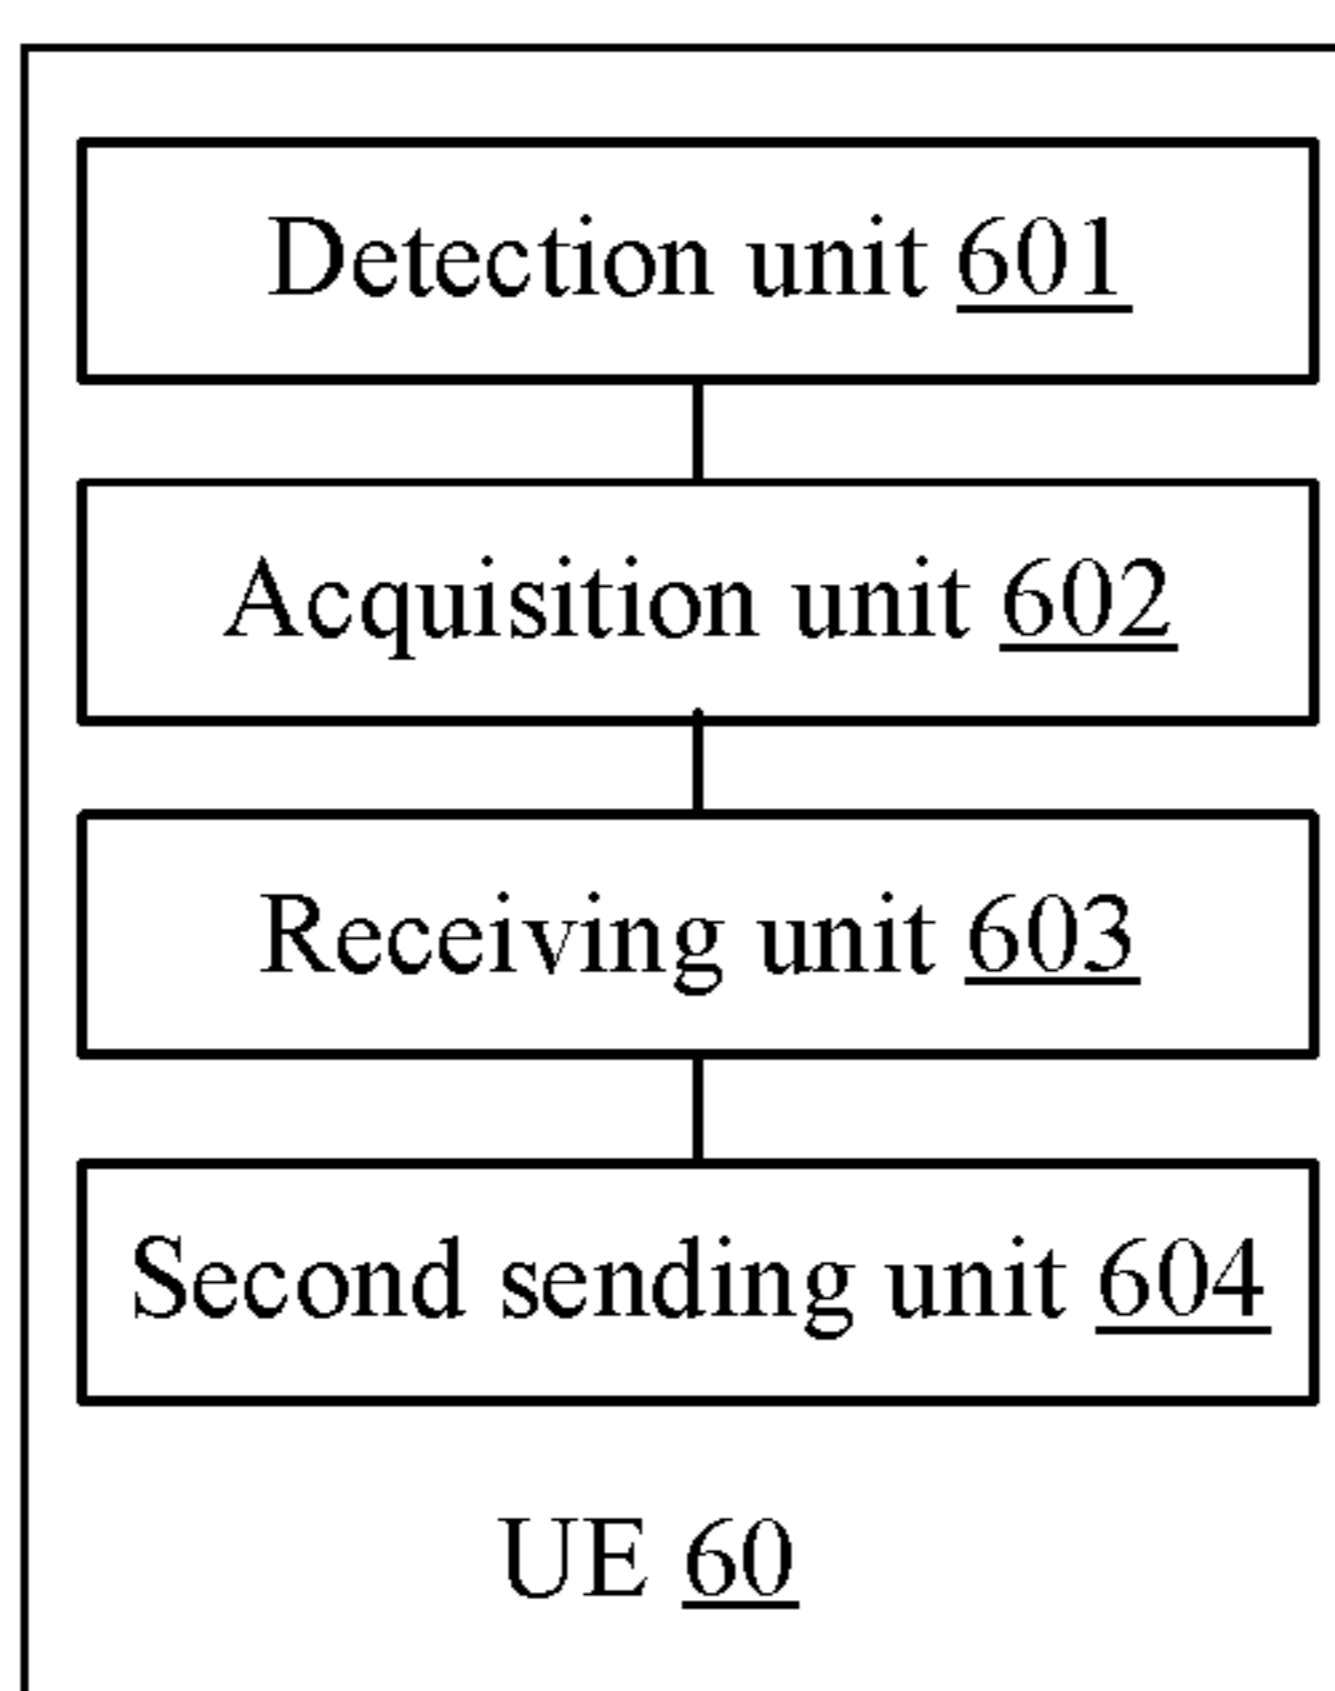 Detection unit 601
Acquisition unit 602
Receiving unit 603
Second sending unit 604
UE 60